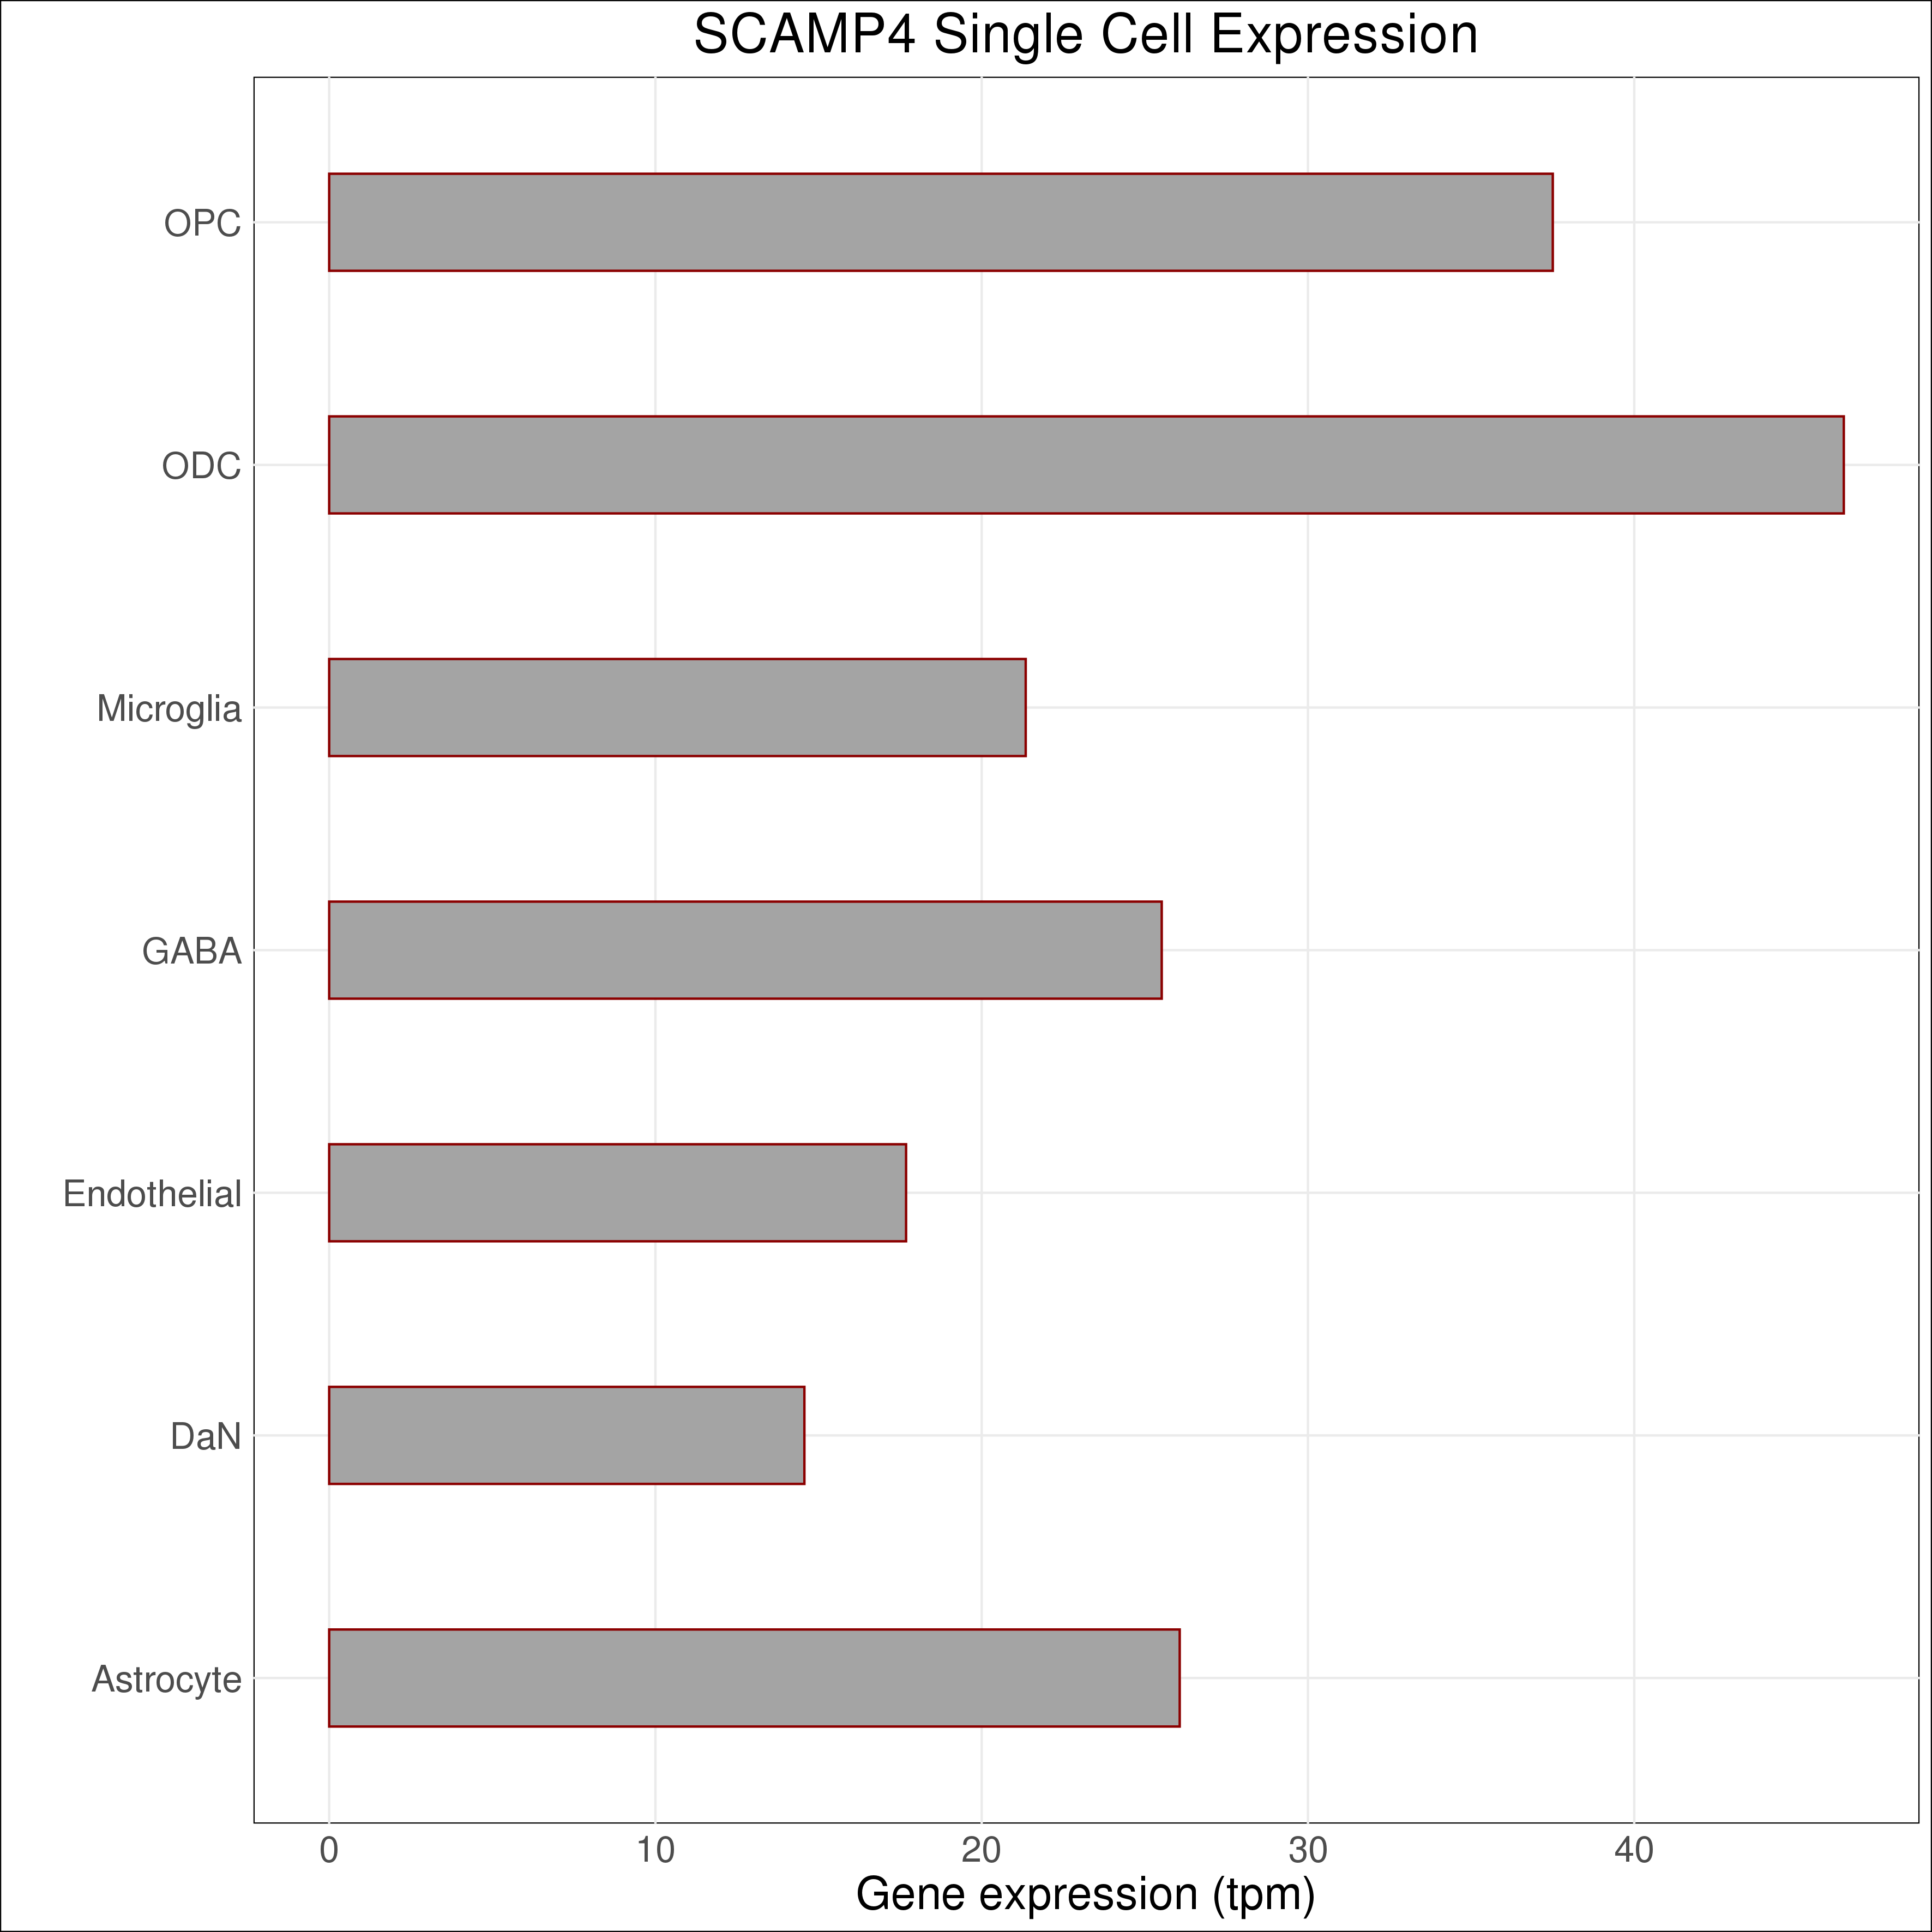 SCAMP4 Single Cell Expression
OPC
ODC
Microglia
GABA
Endothelial
DaN
Astrocyte
0 10 20 30 40
Gene expression (tpm)